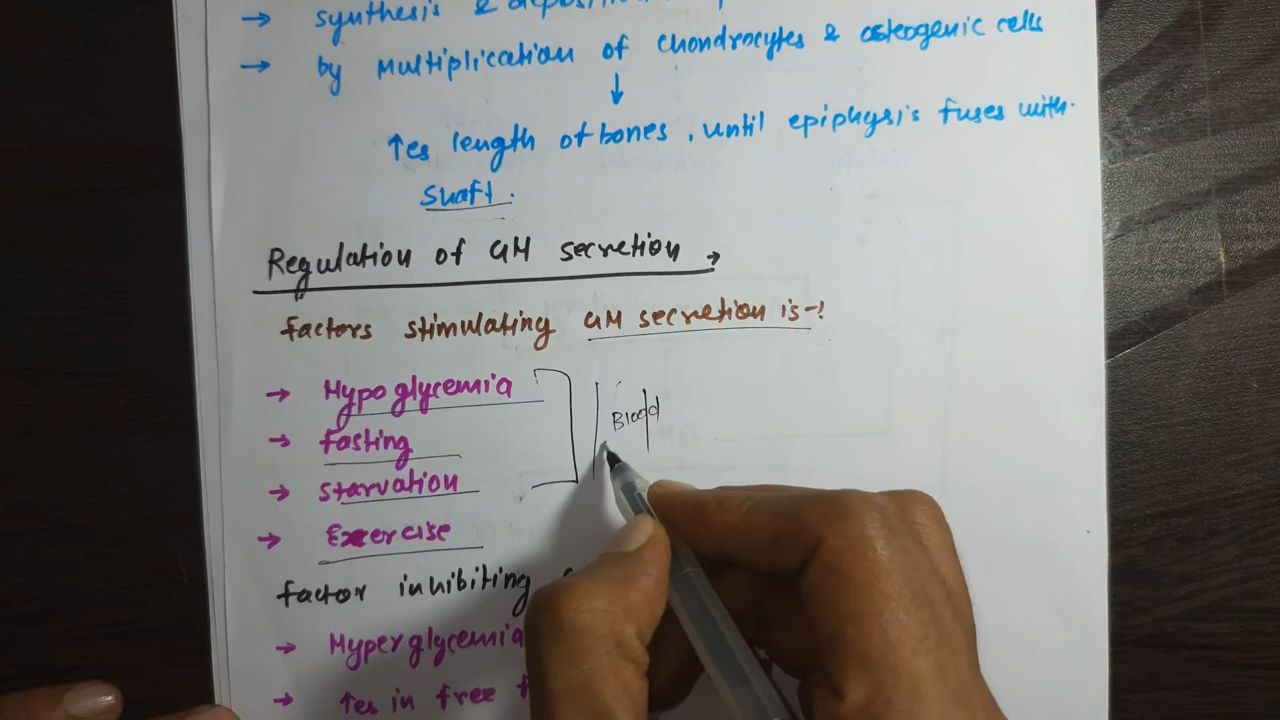 → synthesis &
→ by Multiplication of chondrocytes & osteogenic cells
↓
↑es length of bones, until epiphysis fuses with
Shaft.
Regulation of GH secretion →
factors stimulating GH secretion is -:
→ Hypoglycemia
→ fasting
→ starvation
→ Exercise
Blood
factor inhibiting
→ Hyperglycemia
→ ↑es in free